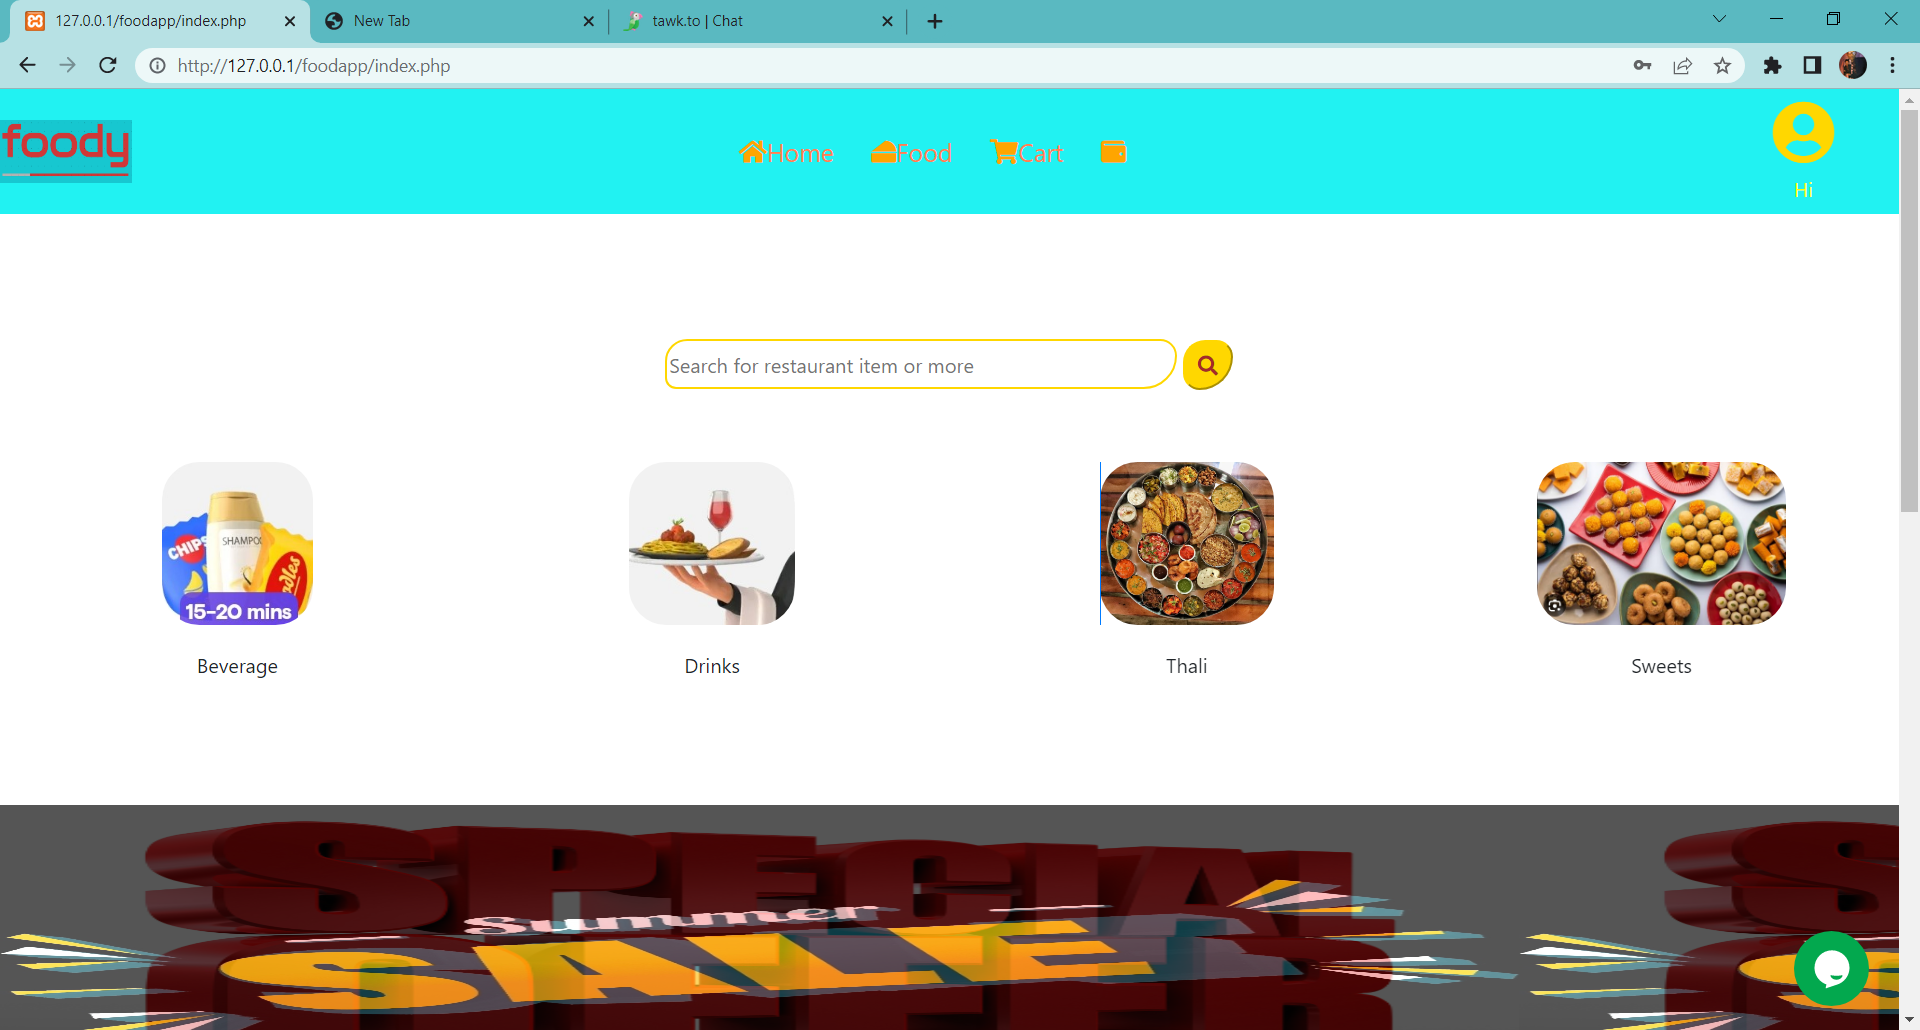 127.0.0.1/foodapp/index.php
New Tab
tawk.to | Chat
http://127.0.0.1/foodapp/index.php
foody
Home
Food
Cart
Hi
Search for restaurant item or more
CHIPS
SHAMPOO
15-20 mins
Beverage
Drinks
Thali
Sweets
SPECIAL
Summer
SALE